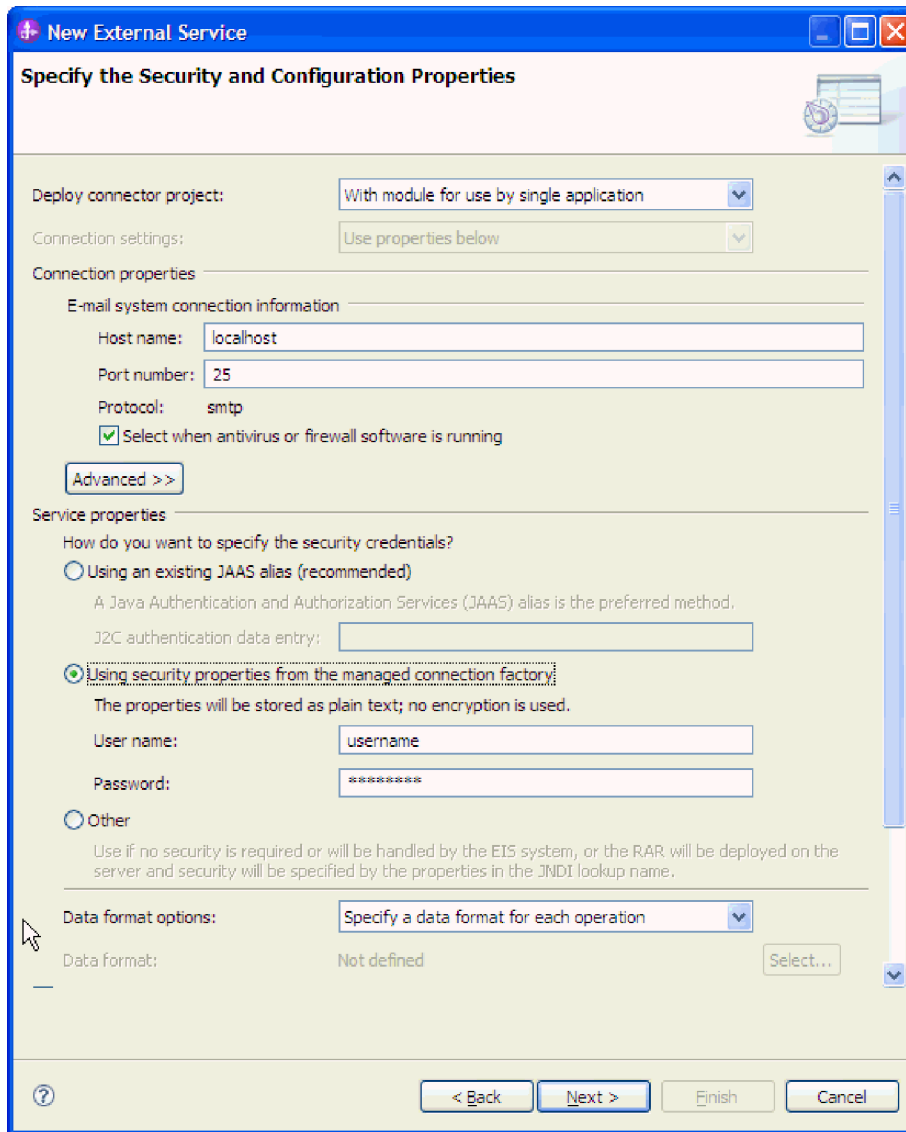 New External Service
Specify the Security and Configuration Properties
Deploy connector project: With module for use by single application
Connection settings: Use properties below
Connection properties
E-mail system connection information
Host name: localhost
Port number: 25
Protocol: smtp
Select when antivirus or firewall software is running
Advanced >>
Service properties
How do you want to specify the security credentials?
Using an existing JAAS alias (recommended)
A Java Authentication and Authorization Services (JAAS) alias is the preferred method.
J2C authentication data entry:
Using security properties from the managed connection factory
The properties will be stored as plain text; no encryption is used.
User name: username
Password: ********
Other
Use if no security is required or will be handled by the EIS system, or the RAR will be deployed on the
server and security will be specified by the properties in the JNDI lookup name.
Data format options: Specify a data format for each operation
Data format: Not defined Select...
? < Back Next > Finish Cancel